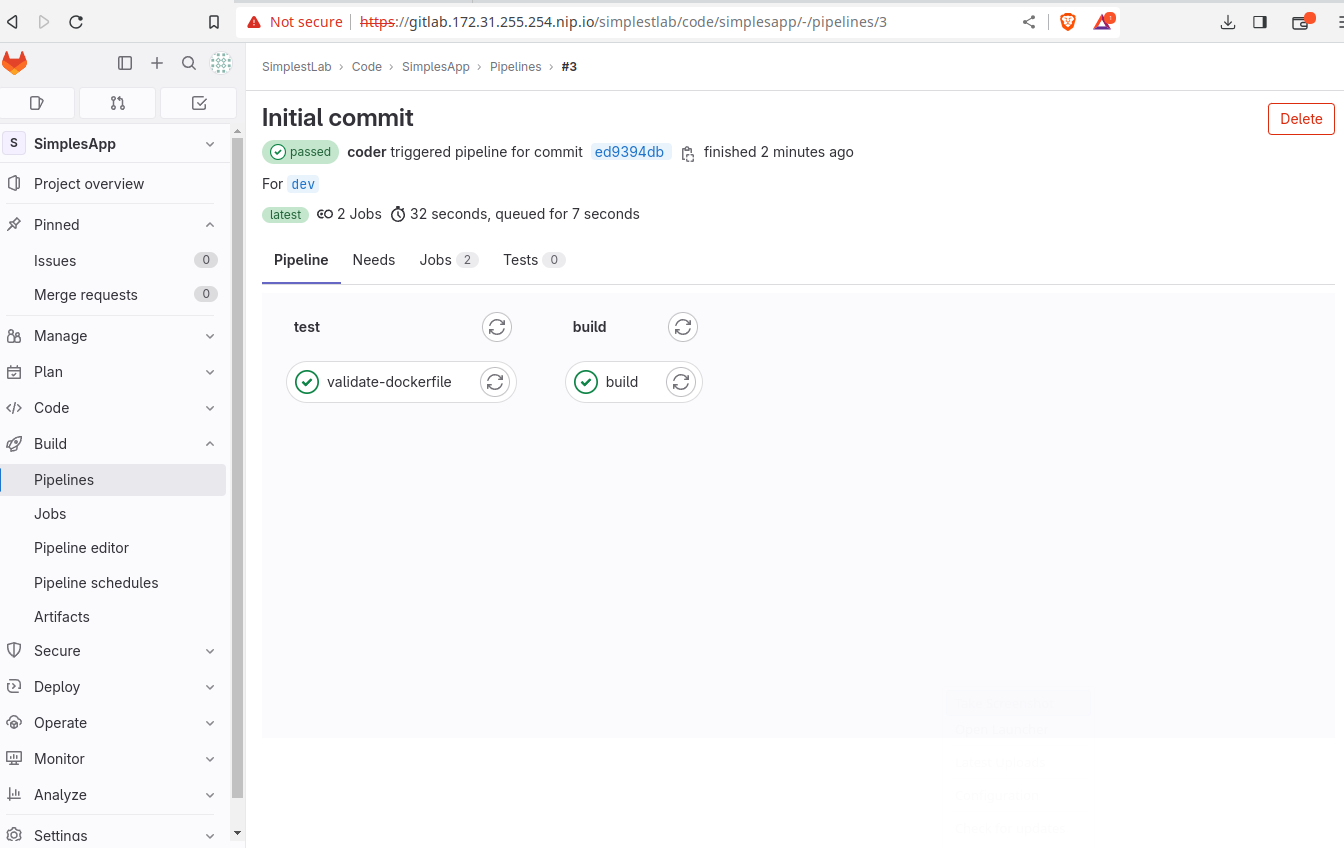 Not secure https://gitlab.172.31.255.254.nip.io/simplestlab/code/simplesapp/-/pipelines/3
SimplestLab › Code › SimplesApp › Pipelines › #3
Initial commit
Delete
passed coder triggered pipeline for commit ed9394db finished 2 minutes ago
For dev
latest 2 Jobs 32 seconds, queued for 7 seconds
Pipeline Needs Jobs 2 Tests 0
test build
validate-dockerfile build
S SimplesApp
Project overview
Pinned
Issues 0
Merge requests 0
Manage
Plan
Code
Build
Pipelines
Jobs
Pipeline editor
Pipeline schedules
Artifacts
Secure
Deploy
Operate
Monitor
Analyze
Settings